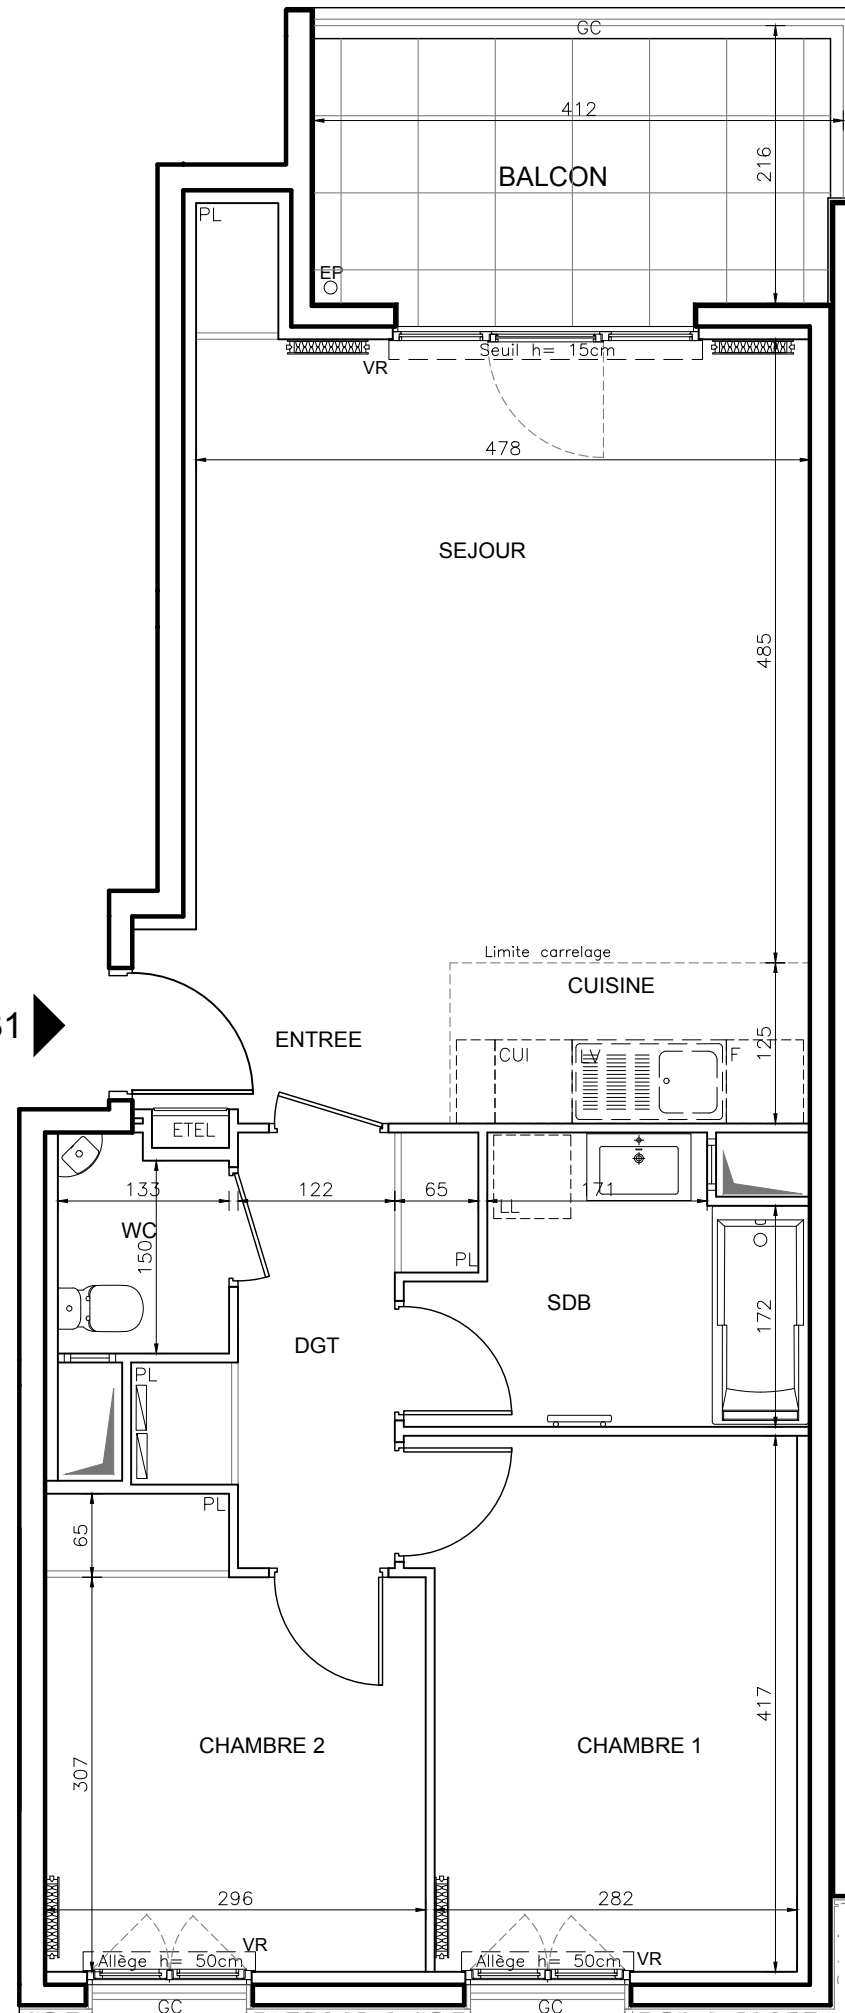 GC
412
BALCON
216
PL
EP
Seuil h= 15cm
VR
478
SEJOUR
485
Limite carrelage
CUISINE
31
ENTREE
CUI
LV
F
125
ETEL
133
122
65
171
LL
WC
150
PL
SDB
172
DGT
PL
PL
65
417
CHAMBRE 2
CHAMBRE 1
307
296
282
VR
Allège h= 50cm
Allège h= 50cm
VR
GC
GC